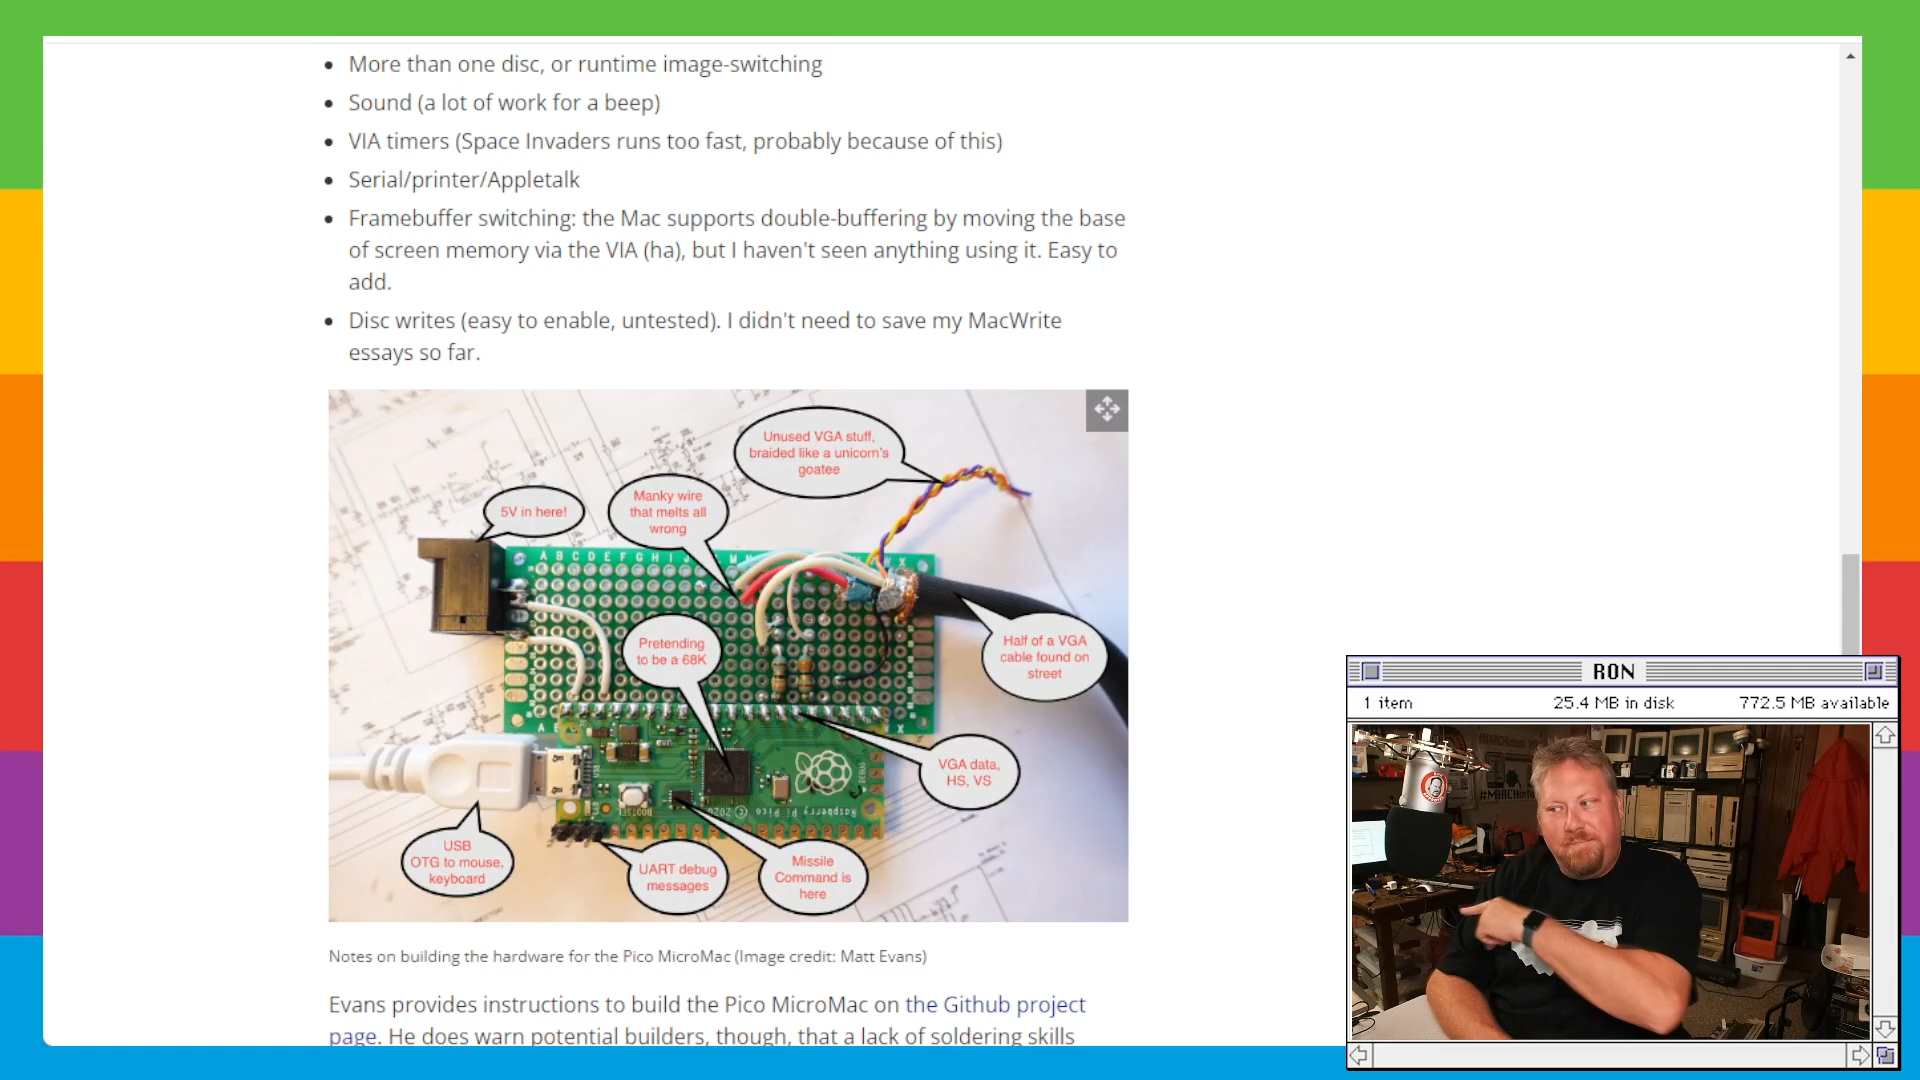 More than one disc, or runtime image-switching
Sound (a lot of work for a beep)
VIA timers (Space Invaders runs too fast, probably because of this)
Serial/printer/Appletalk
Framebuffer switching: the Mac supports double-buffering by moving the base
of screen memory via the VIA (ha), but I haven't seen anything using it. Easy to
add.
Disc writes (easy to enable, untested). I didn't need to save my MacWrite
essays so far.
Unused VGA stuff,
braided like a unicorn's
goatee
Manky wire
that melts all
wrong
5V in here!
Pretending
to be a 68K
Half of a VGA
cable found on
street
VGA data,
HS, VS
USB
OTG to mouse,
keyboard
UART debug
messages
Missile
Command is
here
Raspberry Pi Pico © 2020
BOOTSEL
DEBUG
Notes on building the hardware for the Pico MicroMac (Image credit: Matt Evans)
Evans provides instructions to build the Pico MicroMac on the Github project
page. He does warn potential builders, though, that a lack of soldering skills
RON
1 item 25.4 MB in disk 772.5 MB available